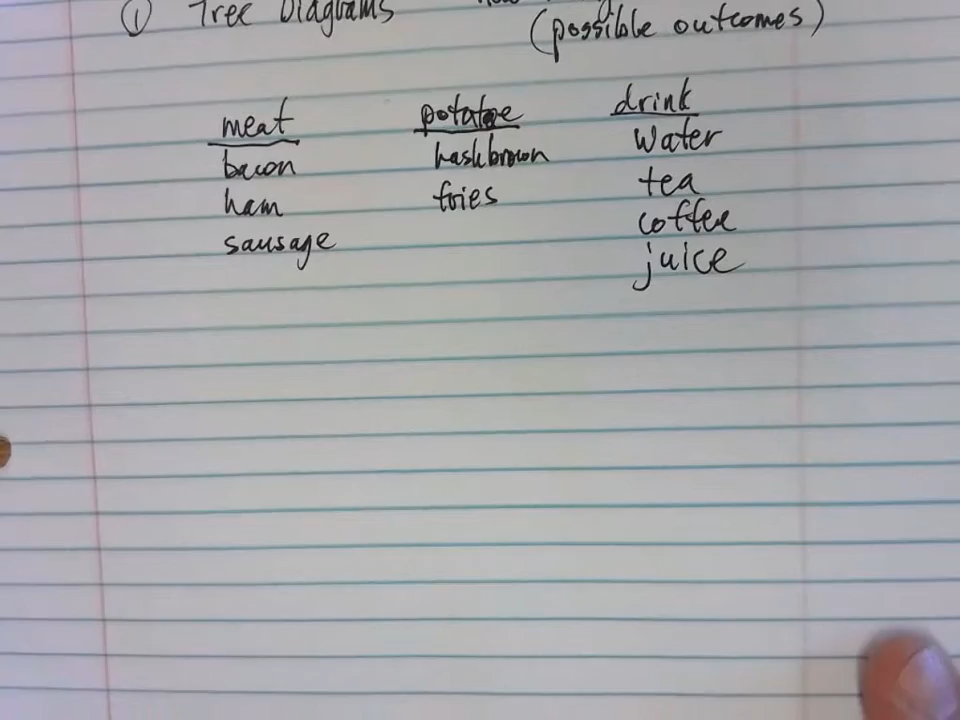 ① Tree Diagrams
(possible outcomes)
meat potatoe drink
bacon hashbrown water
ham fries tea
sausage coffee
juice